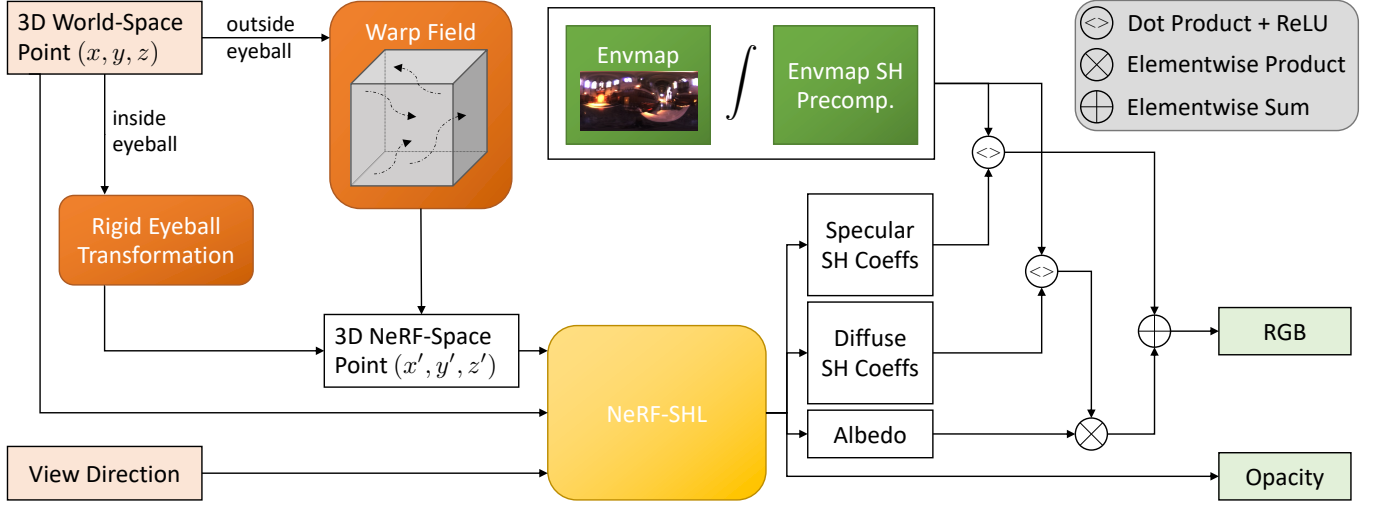 3D World-Space
Point (x, y, z)
outside
eyeball
inside
eyeball
Warp Field
Rigid Eyeball
Transformation
3D NeRF-Space
Point (x′, y′, z′)
View Direction
NeRF-SHL
Envmap
∫
Envmap SH
Precomp.
Specular
SH Coeffs
Diffuse
SH Coeffs
Albedo
<>
<>
RGB
Opacity
<> Dot Product + ReLU
Elementwise Product
Elementwise Sum